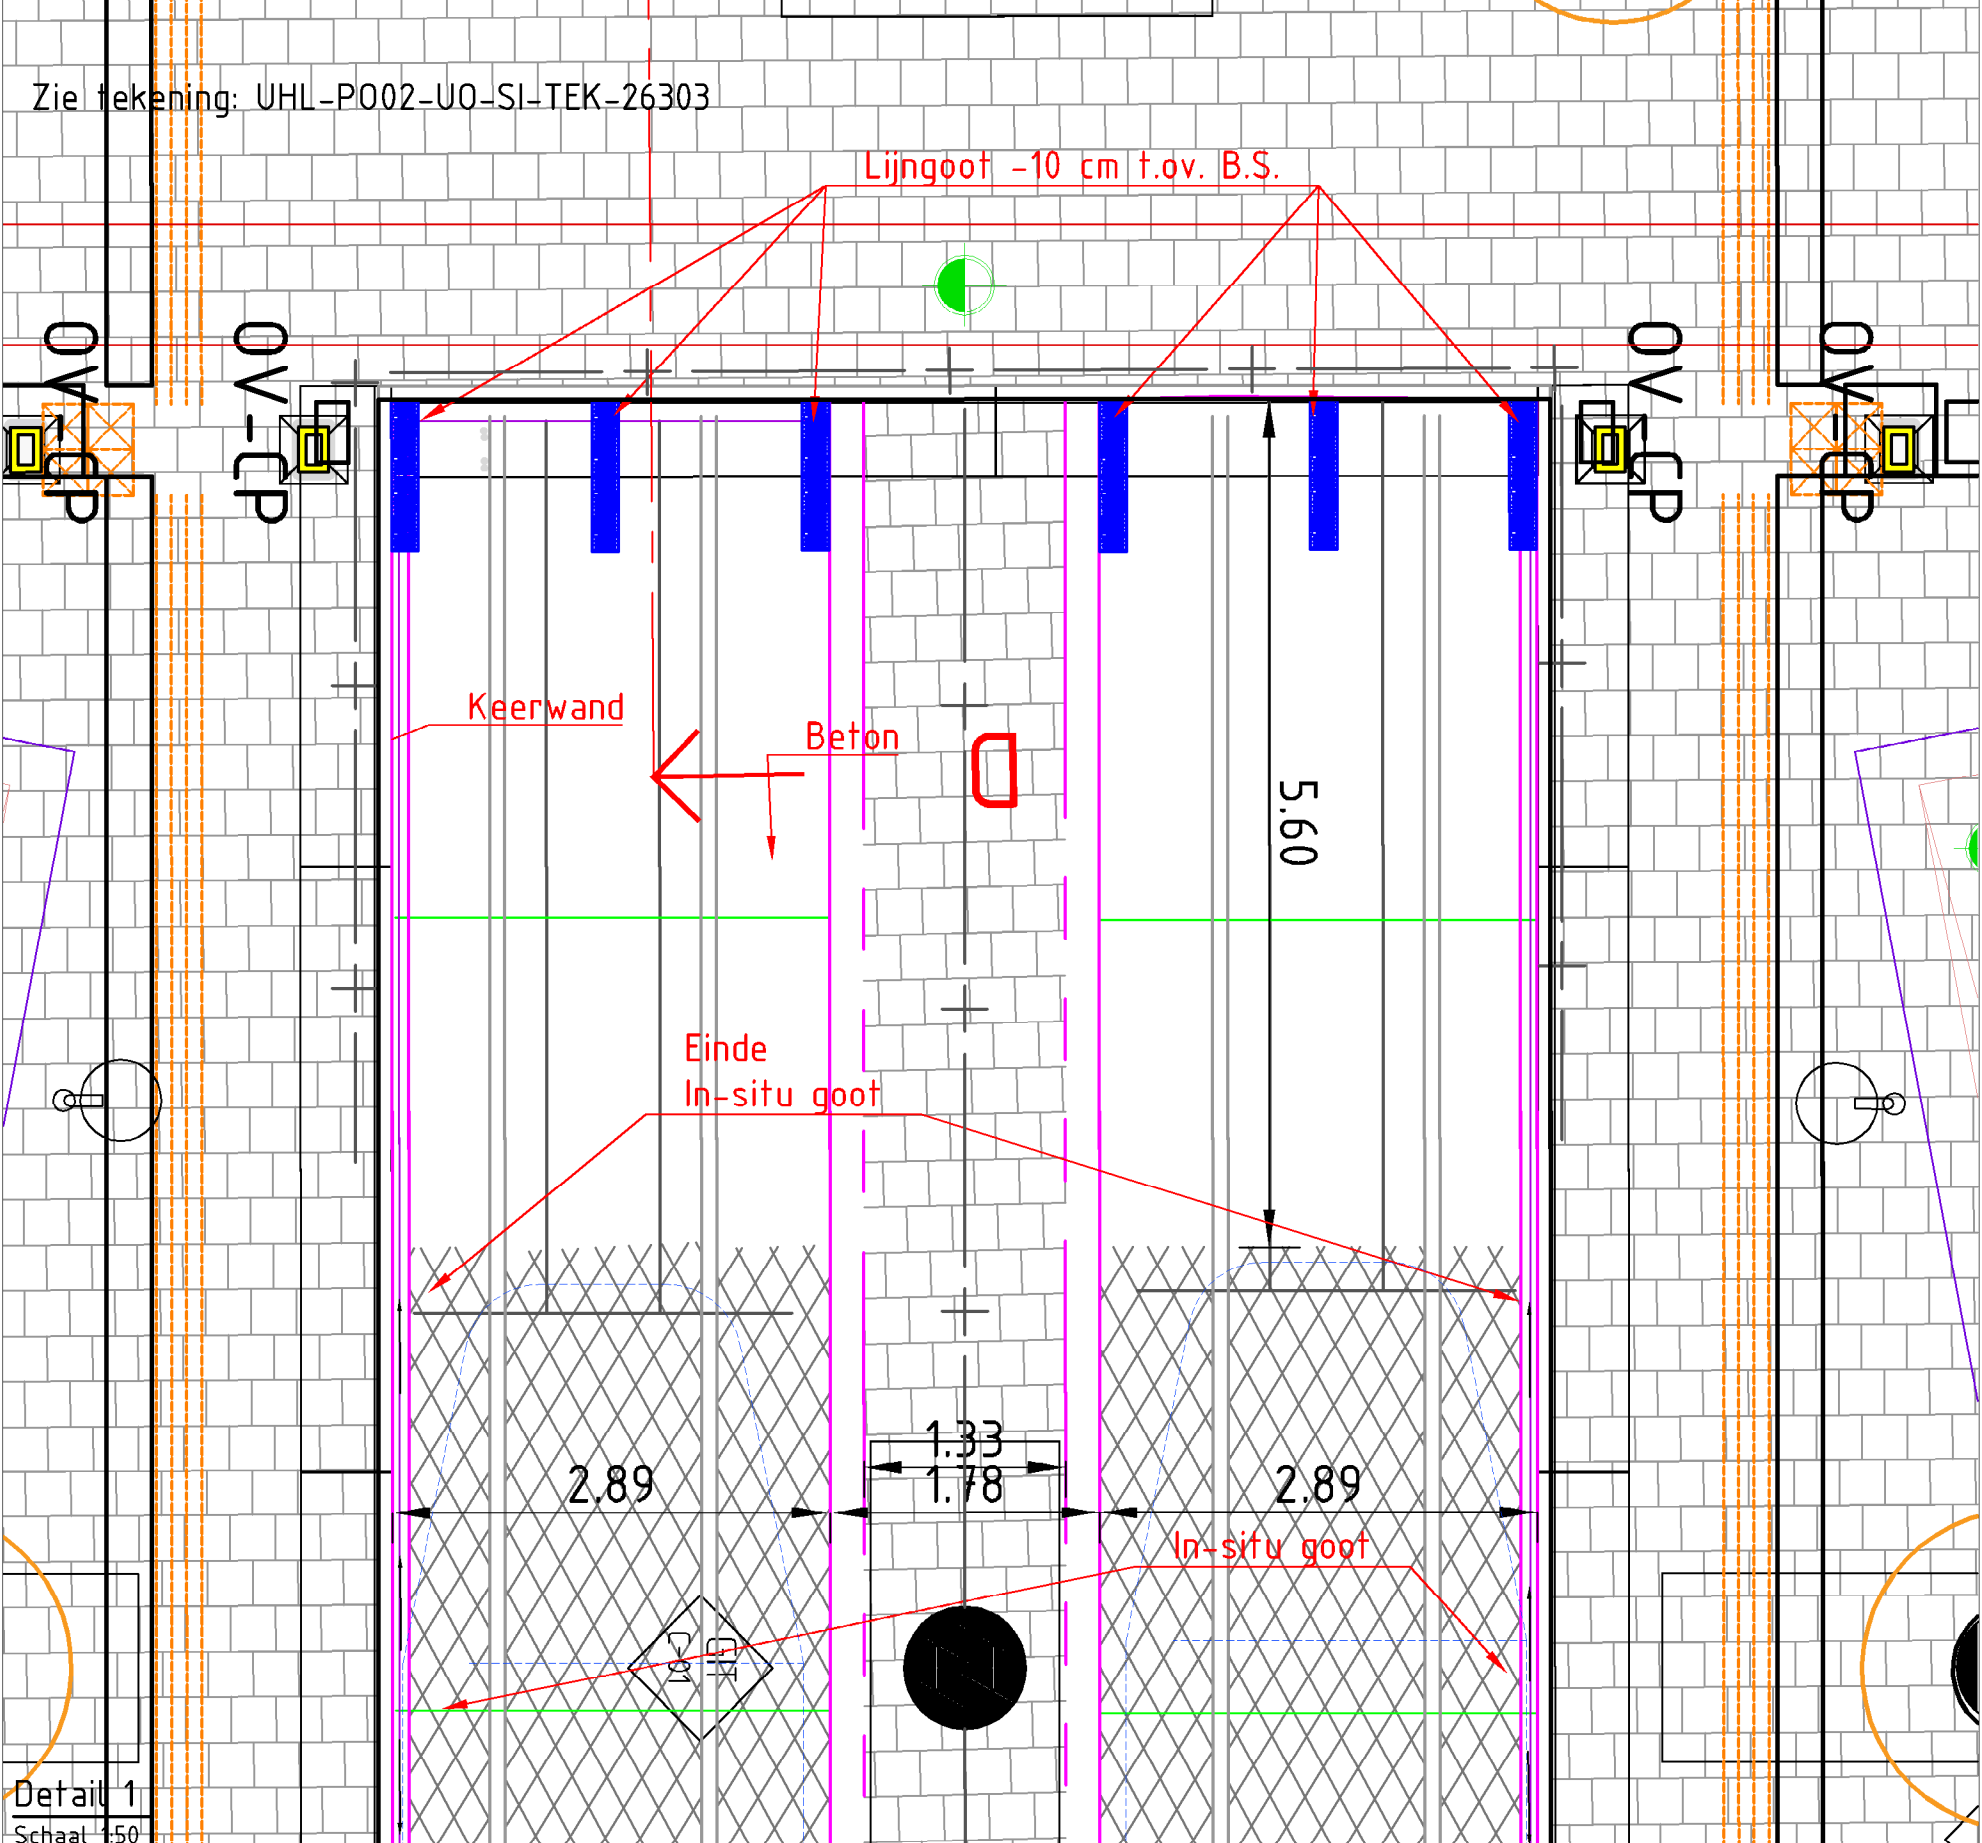 Zie tekening: UHL-PO02-UO-SI-TEK-26303
Lijngoot -10 cm t.ov. B.S.
OV-CP
OV-CP
OV-CP
OV-CP
Keerwand
Beton
D
5.60
Einde
In-situ goot
1.33
2.89
1.78
2.89
In-situ goot
Detail 1
Schaal 1:50